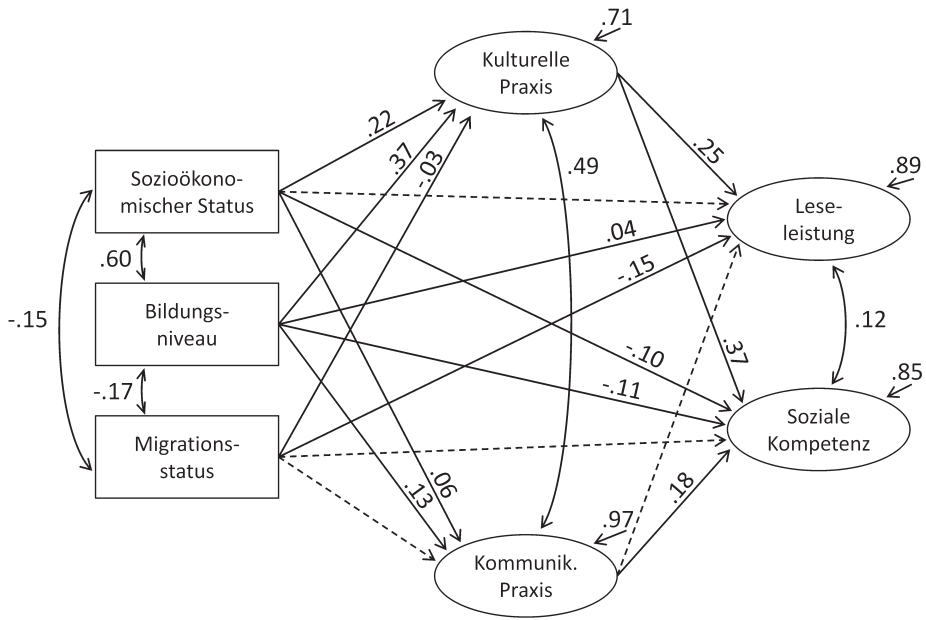 .71
Kulturelle
Praxis
.22
.37
-.03
.49
.25
.89
Sozioökono-
mischer Status
Lese-
leistung
.60
.04
-.15
Bildungs-
niveau
-.15
.12
-.10
.37
-.17
-.11
.85
Migrations-
status
Soziale
Kompetenz
.06
.13
.18
.97
Kommunik.
Praxis